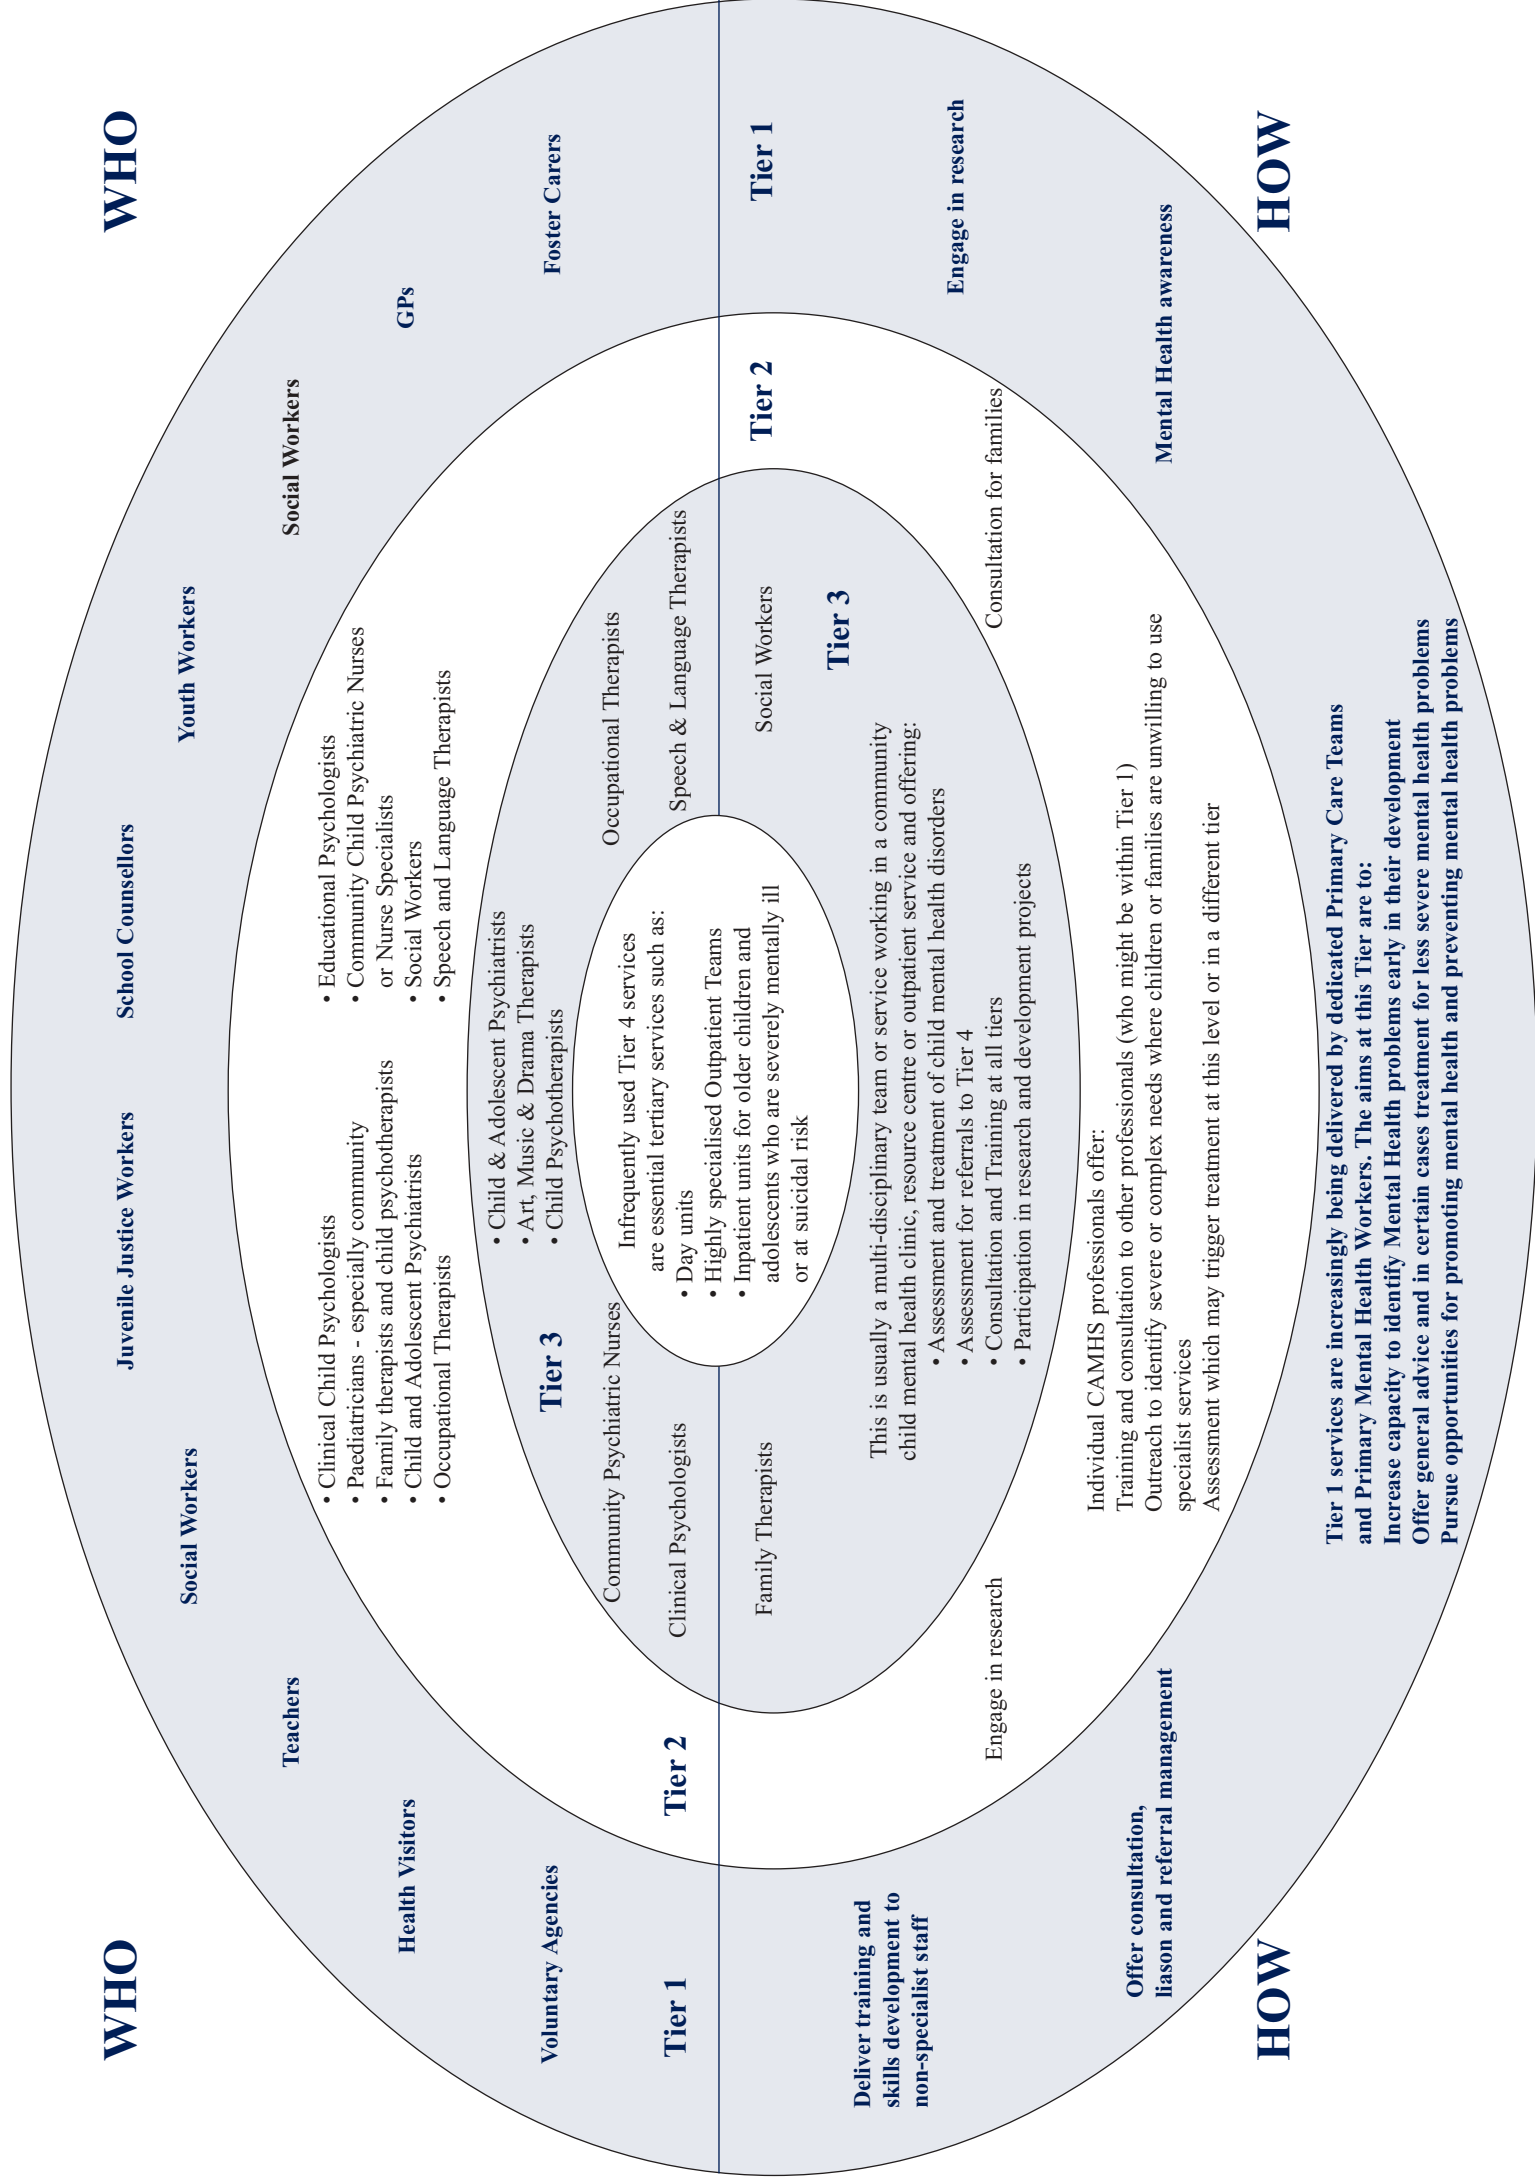 WHO
WHO
Juvenile Justice Workers
School Counsellors
Social Workers
Youth Workers
Teachers
Social Workers
Health Visitors
GPs
Voluntary Agencies
Foster Carers
• Clinical Child Psychologists
• Paediatricians - especially community
• Family therapists and child psychotherapists
• Child and Adolescent Psychiatrists
• Occupational Therapists
• Educational Psychologists
• Community Child Psychiatric Nurses
or Nurse Specialists
• Social Workers
• Speech and Language Therapists
• Child & Adolescent Psychiatrists
• Art, Music & Drama Therapists
• Child Psychotherapists
Tier 3
Community Psychiatric Nurses
Occupational Therapists
Clinical Psychologists
Speech & Language Therapists
Tier 1
Tier 2
Infrequently used Tier 4 services
are essential tertiary services such as:
• Day units
• Highly specialised Outpatient Teams
• Inpatient units for older children and
adolescents who are severely mentally ill
or at suicidal risk
Family Therapists
Social Workers
Tier 2
Tier 1
Tier 3
This is usually a multi-disciplinary team or service working in a community
child mental health clinic, resource centre or outpatient service and offering:
• Assessment and treatment of child mental health disorders
• Assessment for referrals to Tier 4
• Consultation and Training at all tiers
• Participation in research and development projects
Deliver training and
skills development to
non-specialist staff
Engage in research
Engage in research
Consultation for families
Individual CAMHS professionals offer:
Training and consultation to other professionals (who might be within Tier 1)
Outreach to identify severe or complex needs where children or families are unwilling to use
specialist services
Assessment which may trigger treatment at this level or in a different tier
Offer consultation,
liason and referral management
Mental Health awareness
HOW
HOW
Tier 1 services are increasingly being delivered by dedicated Primary Care Teams
and Primary Mental Health Workers. The aims at this Tier are to:
Increase capacity to identify Mental Health problems early in their development
Offer general advice and in certain cases treatment for less severe mental health problems
Pursue opportunities for promoting mental health and preventing mental health problems